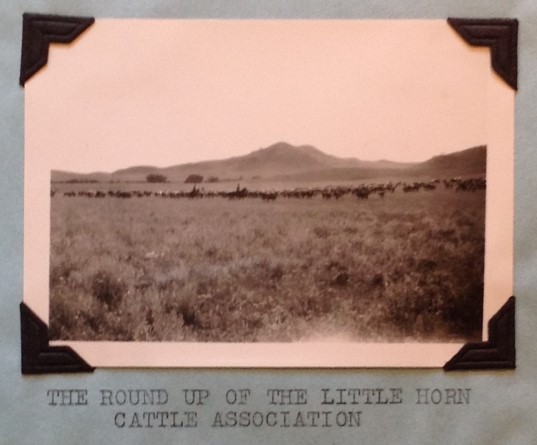 THE ROUND UP OF THE LITTLE HORN
CATTLE ASSOCIATION